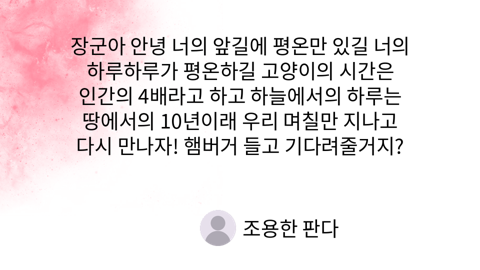 장군아 안녕 너의 앞길에 평온만 있길 너의
하루하루가 평온하길 고양이의 시간은
인간의 4배라고 하고 하늘에서의 하루는
땅에서의 10년이래 우리 며칠만 지나고
다시 만나자! 햄버거 들고 기다려줄거지?
조용한 판다